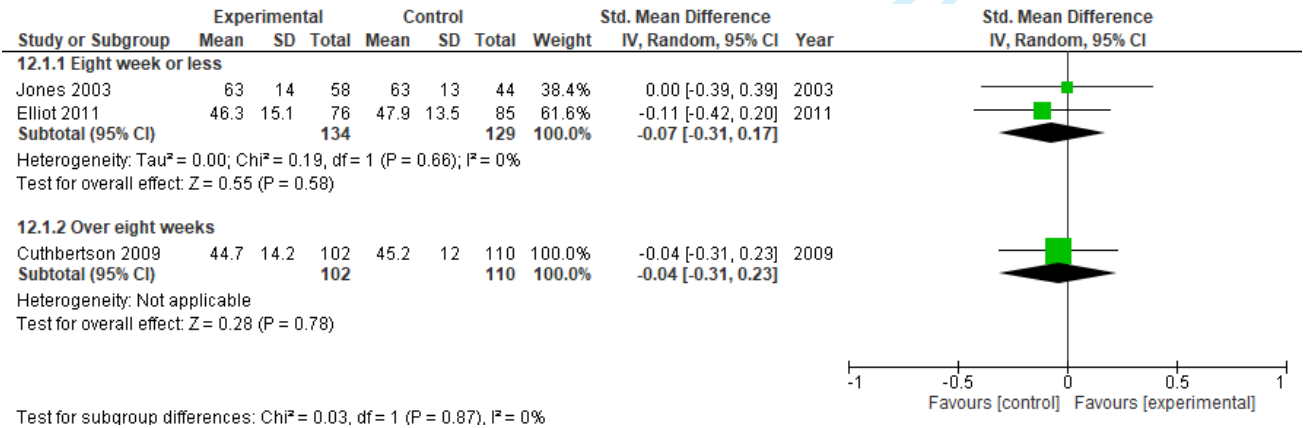 Experimental Control Std. Mean Difference Std. Mean Difference
Study or Subgroup Mean SD Total Mean SD Total Weight IV, Random, 95% CI Year IV, Random, 95% CI
12.1.1 Eight week or less
Jones 2003 63 14 58 63 13 44 38.4% 0.00 [-0.39, 0.39] 2003
Elliot 2011 46.3 15.1 76 47.9 13.5 85 61.6% -0.11 [-0.42, 0.20] 2011
Subtotal (95% CI) 134 129 100.0% -0.07 [-0.31, 0.17]
Heterogeneity: Tau² = 0.00; Chi² = 0.19, df = 1 (P = 0.66); I² = 0%
Test for overall effect: Z = 0.55 (P = 0.58)
12.1.2 Over eight weeks
Cuthbertson 2009 44.7 14.2 102 45.2 12 110 100.0% -0.04 [-0.31, 0.23] 2009
Subtotal (95% CI) 102 110 100.0% -0.04 [-0.31, 0.23]
Heterogeneity: Not applicable
Test for overall effect: Z = 0.28 (P = 0.78)
-1 -0.5 0 0.5 1
Favours [control] Favours [experimental]
Test for subgroup differences: Chi² = 0.03, df = 1 (P = 0.87), I² = 0%